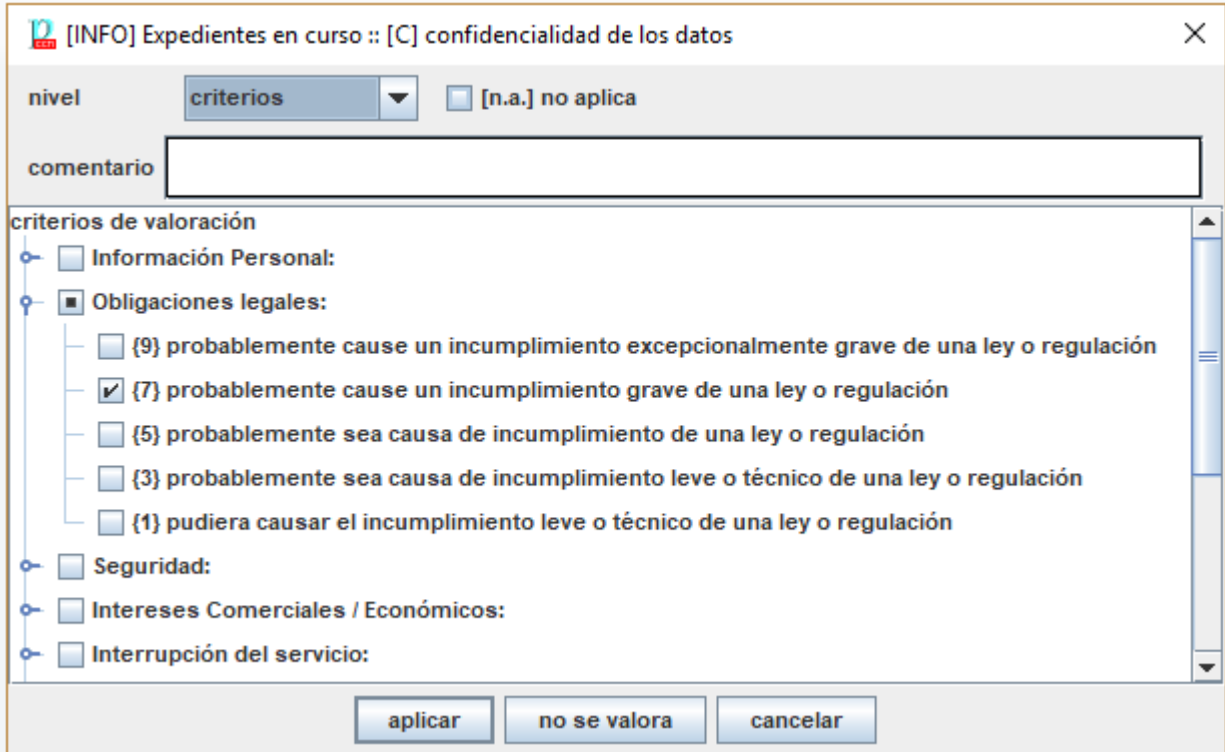 [INFO] Expedientes en curso :: [C] confidencialidad de los datos
nivel criterios [n.a.] no aplica
comentario
criterios de valoración
Información Personal:
Obligaciones legales:
{9} probablemente cause un incumplimiento excepcionalmente grave de una ley o regulación
{7} probablemente cause un incumplimiento grave de una ley o regulación
{5} probablemente sea causa de incumplimiento de una ley o regulación
{3} probablemente sea causa de incumplimiento leve o técnico de una ley o regulación
{1} pudiera causar el incumplimiento leve o técnico de una ley o regulación
Seguridad:
Intereses Comerciales / Económicos:
Interrupción del servicio:
aplicar no se valora cancelar